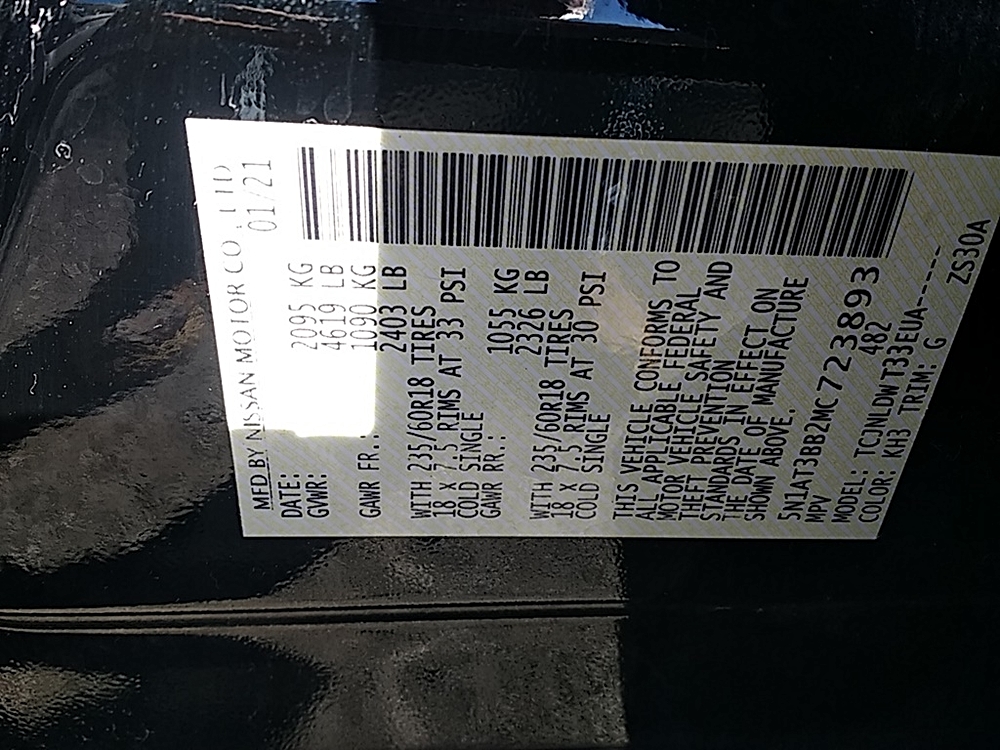 MFD BY NISSAN MOTOR CO., LTD
DATE: 01/21
GVWR: 2095 KG
4619 LB
GAWR FR.: 1090 KG
2403 LB
WITH 235/60R18 TIRES
18 X 7.5 RIMS AT 33 PSI
COLD SINGLE
GAWR RR.: 1055 KG
2326 LB
WITH 235/60R18 TIRES
18 X 7.5 RIMS AT 30 PSI
COLD SINGLE
THIS VEHICLE CONFORMS TO
ALL APPLICABLE FEDERAL
MOTOR VEHICLE SAFETY AND
THEFT PREVENTION
STANDARDS IN EFFECT ON
THE DATE OF MANUFACTURE
SHOWN ABOVE.
5N1AT3BB2MC723893
MPV 482
MODEL: TCJNLDWT33EUA-----
COLOR: KH3 TRIM: G ZS30A